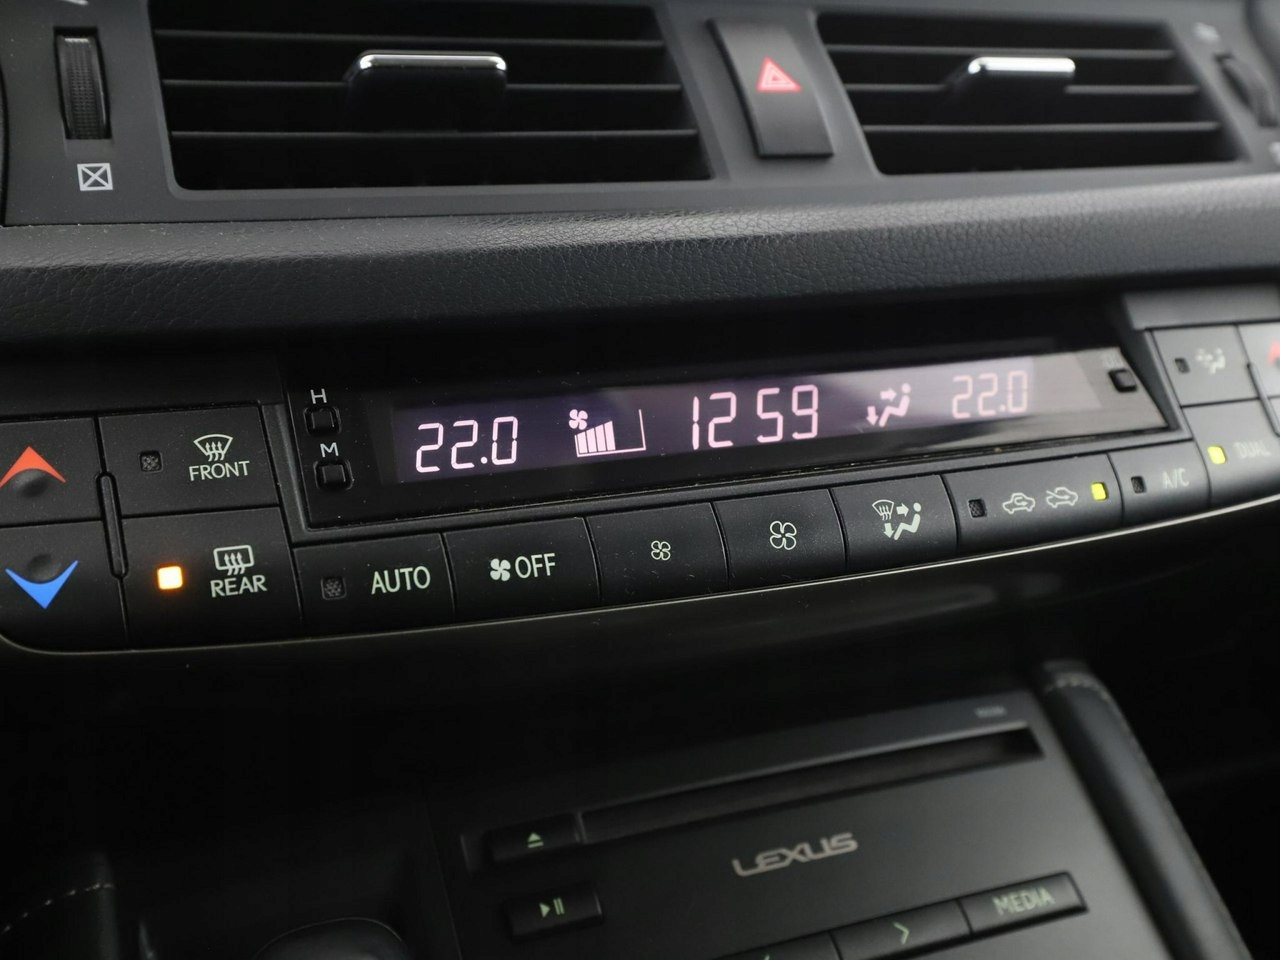 H
M
22.0 12 59 22.0
FRONT
REAR
AUTO
OFF
A/C
DUAL
LEXUS
MEDIA